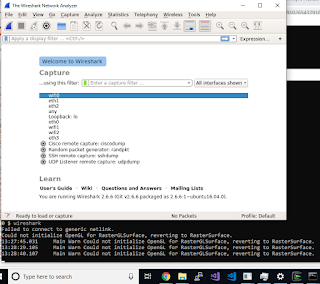 The Wireshark Network Analyzer
File Edit View Go Capture Analyze Statistics Telephony Wireless Tools Help
Apply a display filter ... <Ctrl-/>
Expression...
Welcome to Wireshark
Capture
...using this filter: Enter a capture filter ... All interfaces shown
wifi0
eth1
eth2
any
Loopback: lo
eth0
wifi1
wifi2
eth3
Cisco remote capture: ciscodump
Random packet generator: randpkt
SSH remote capture: sshdump
UDP Listener remote capture: udpdump
Learn
User's Guide · Wiki · Questions and Answers · Mailing Lists
You are running Wireshark 2.6.6 (Git v2.6.6 packaged as 2.6.6-1~ubuntu16.04.0).
Ready to load or capture No Packets Profile: Default
$ wireshark
Failed to connect to generic netlink.
Could not initialize OpenGL for RasterGLSurface, reverting to RasterSurface.
13:27:45.031 Main Warn Could not initialize OpenGL for RasterGLSurface, reverting to RasterSurface.
13:28:29.105 Main Warn Could not initialize OpenGL for RasterGLSurface, reverting to RasterSurface.
13:28:40.107 Main Warn Could not initialize OpenGL for RasterGLSurface, reverting to RasterSurface.
Type here to search